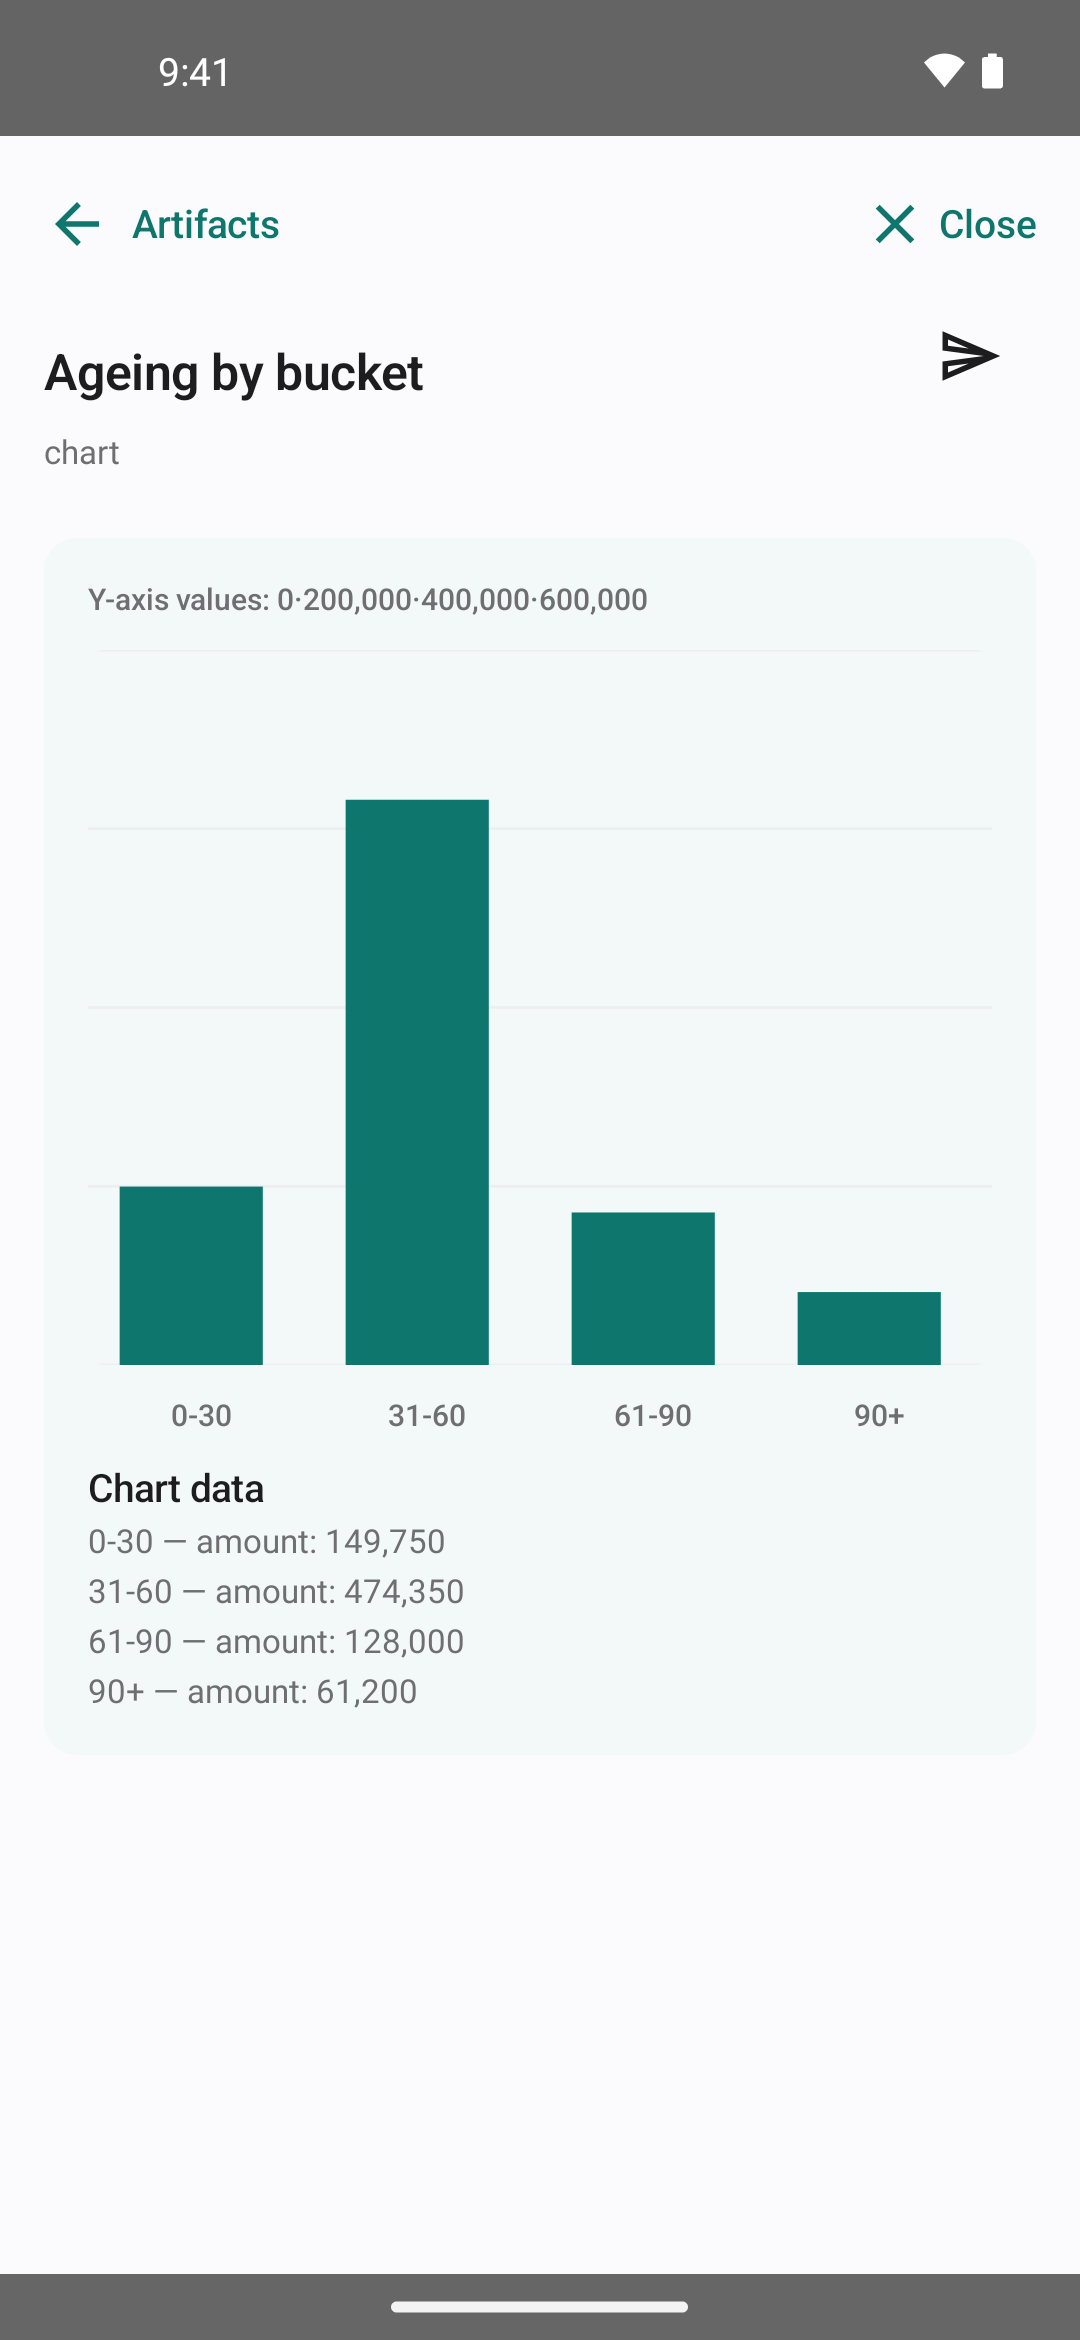 9:41
Artifacts
Close
Ageing by bucket
chart
Y-axis values: 0·200,000·400,000·600,000
0-30
31-60
61-90
90+
Chart data
0-30 — amount: 149,750
31-60 — amount: 474,350
61-90 — amount: 128,000
90+ — amount: 61,200